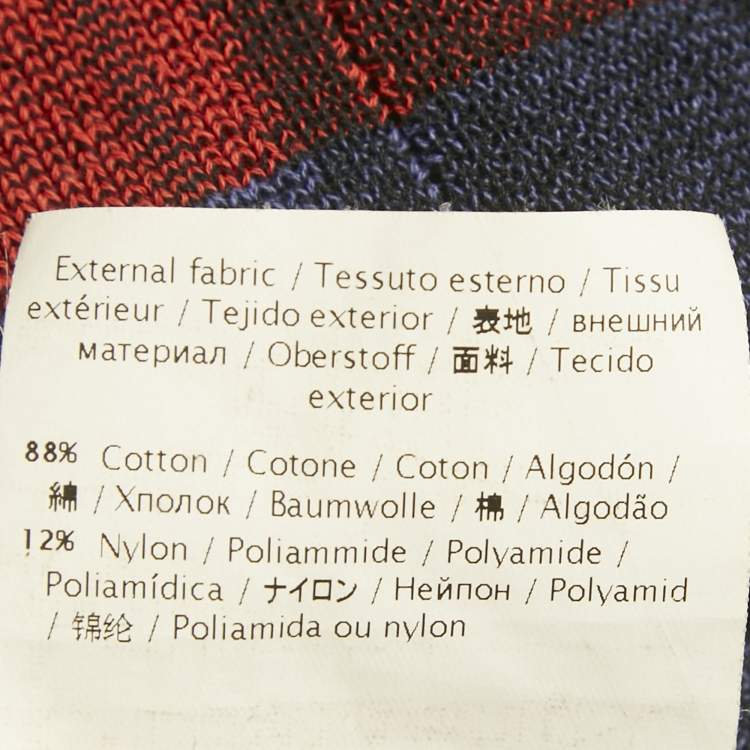 External fabric / Tessuto esterno / Tissu
extérieur / Tejido exterior / 表地 / внешний
материал / Oberstoff / 面料 / Tecido
exterior
88% Cotton / Cotone / Coton / Algodón /
綿 / Хполок / Baumwolle / 棉 / Algodão
12% Nylon / Poliammide / Polyamide /
Poliamídica / ナイロン / Нейпон / Polyamid
/ 锦纶 / Poliamida ou nylon